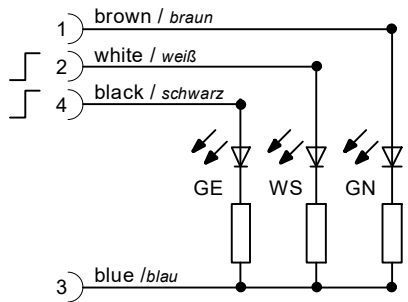 1 brown / braun
2 white / weiß
4 black / schwarz
GE WS GN
3 blue /blau